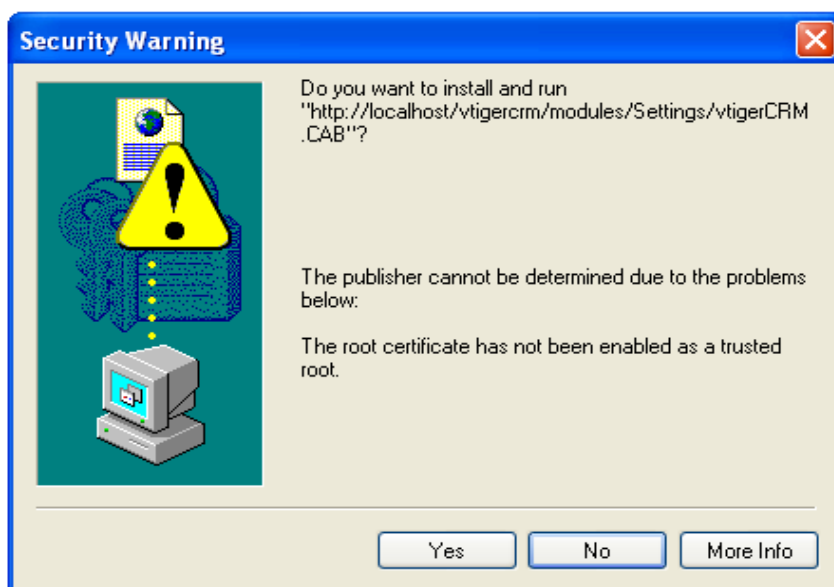 Security Warning
Do you want to install and run
"http://localhost/vtigercrm/modules/Settings/vtigerCRM
.CAB"?
The publisher cannot be determined due to the problems
below:
The root certificate has not been enabled as a trusted
root.
Yes
No
More Info